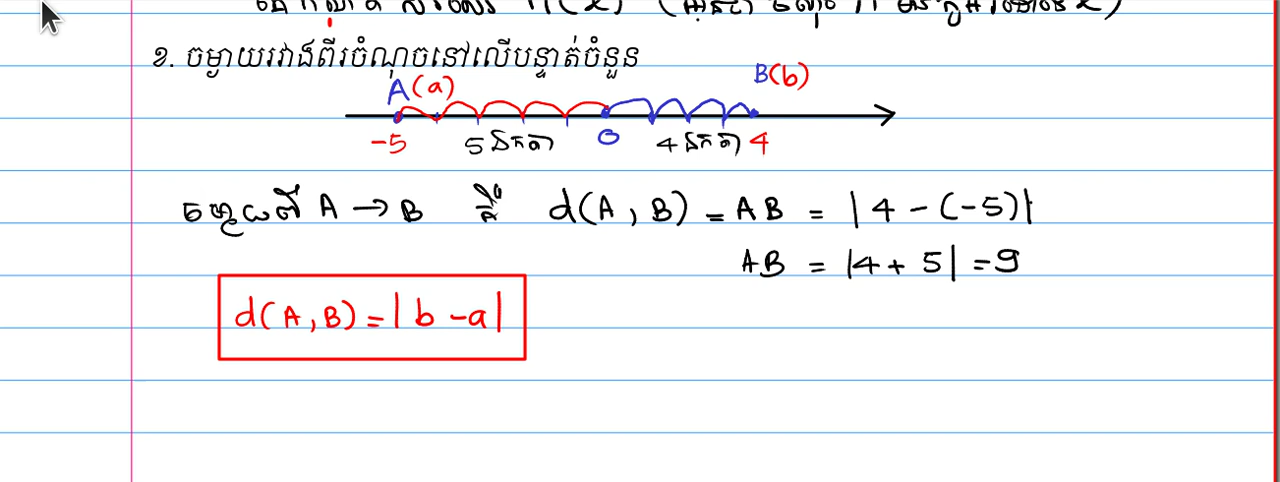 ខ. ចម្ងាយរវាងពីរចំណុចនៅលើបន្ទាត់ចំនួន
A(a) B(b)
-5 5 ឯកតា 0 4 ឯកតា 4
ចម្ងាយពី A → B គឺ d(A, B) = AB = |4 - (-5)|
AB = |4 + 5| = 9
d(A, B) = |b - a|